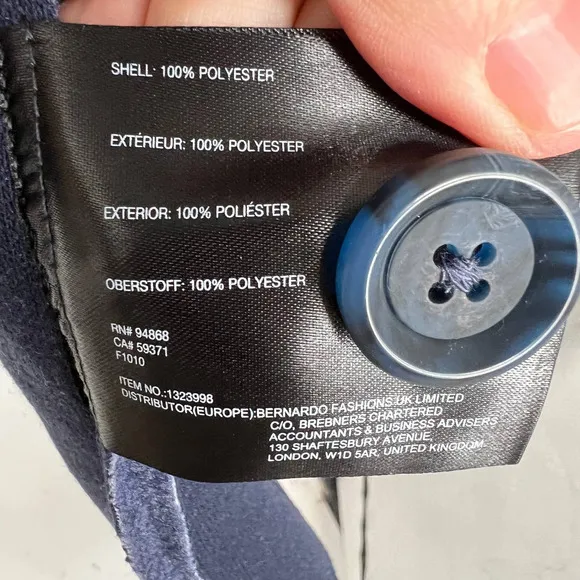 SHELL: 100% POLYESTER
EXTÉRIEUR: 100% POLYESTER
EXTERIOR: 100% POLIÉSTER
OBERSTOFF: 100% POLYESTER
RN# 94868
CA# 59371
F1010
ITEM NO.:1323998
DISTRIBUTOR(EUROPE):BERNARDO FASHIONS UK LIMITED
C/O, BREBNERS CHARTERED
ACCOUNTANTS & BUSINESS ADVISERS
130 SHAFTESBURY AVENUE,
LONDON, W1D 5AR, UNITED KINGDOM.